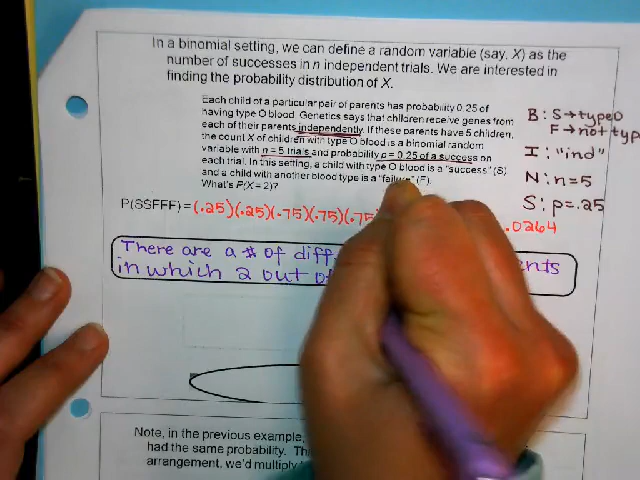 In a binomial setting, we can define a random variable (say, X) as the
number of successes in n independent trials. We are interested in
finding the probability distribution of X.
Each child of a particular pair of parents has probability 0.25 of
having type O blood. Genetics says that children receive genes from
each of their parents independently. If these parents have 5 children,
the count X of children with type O blood is a binomial random
variable with n = 5 trials and probability p = 0.25 of a success on
each trial. In this setting, a child with type O blood is a "success" (S)
and a child with another blood type is a "failure" (F).
What's P(X = 2)?
B: S→type O
F→not type
I: "ind"
N: n=5
S: p=.25
P(SSFFF) = (.25)(.25)(.75)(.75)(.75 .0264
There are a # of diff
in which 2 out of
Note, in the previous example,
had the same probability.
arrangement, we'd multiply